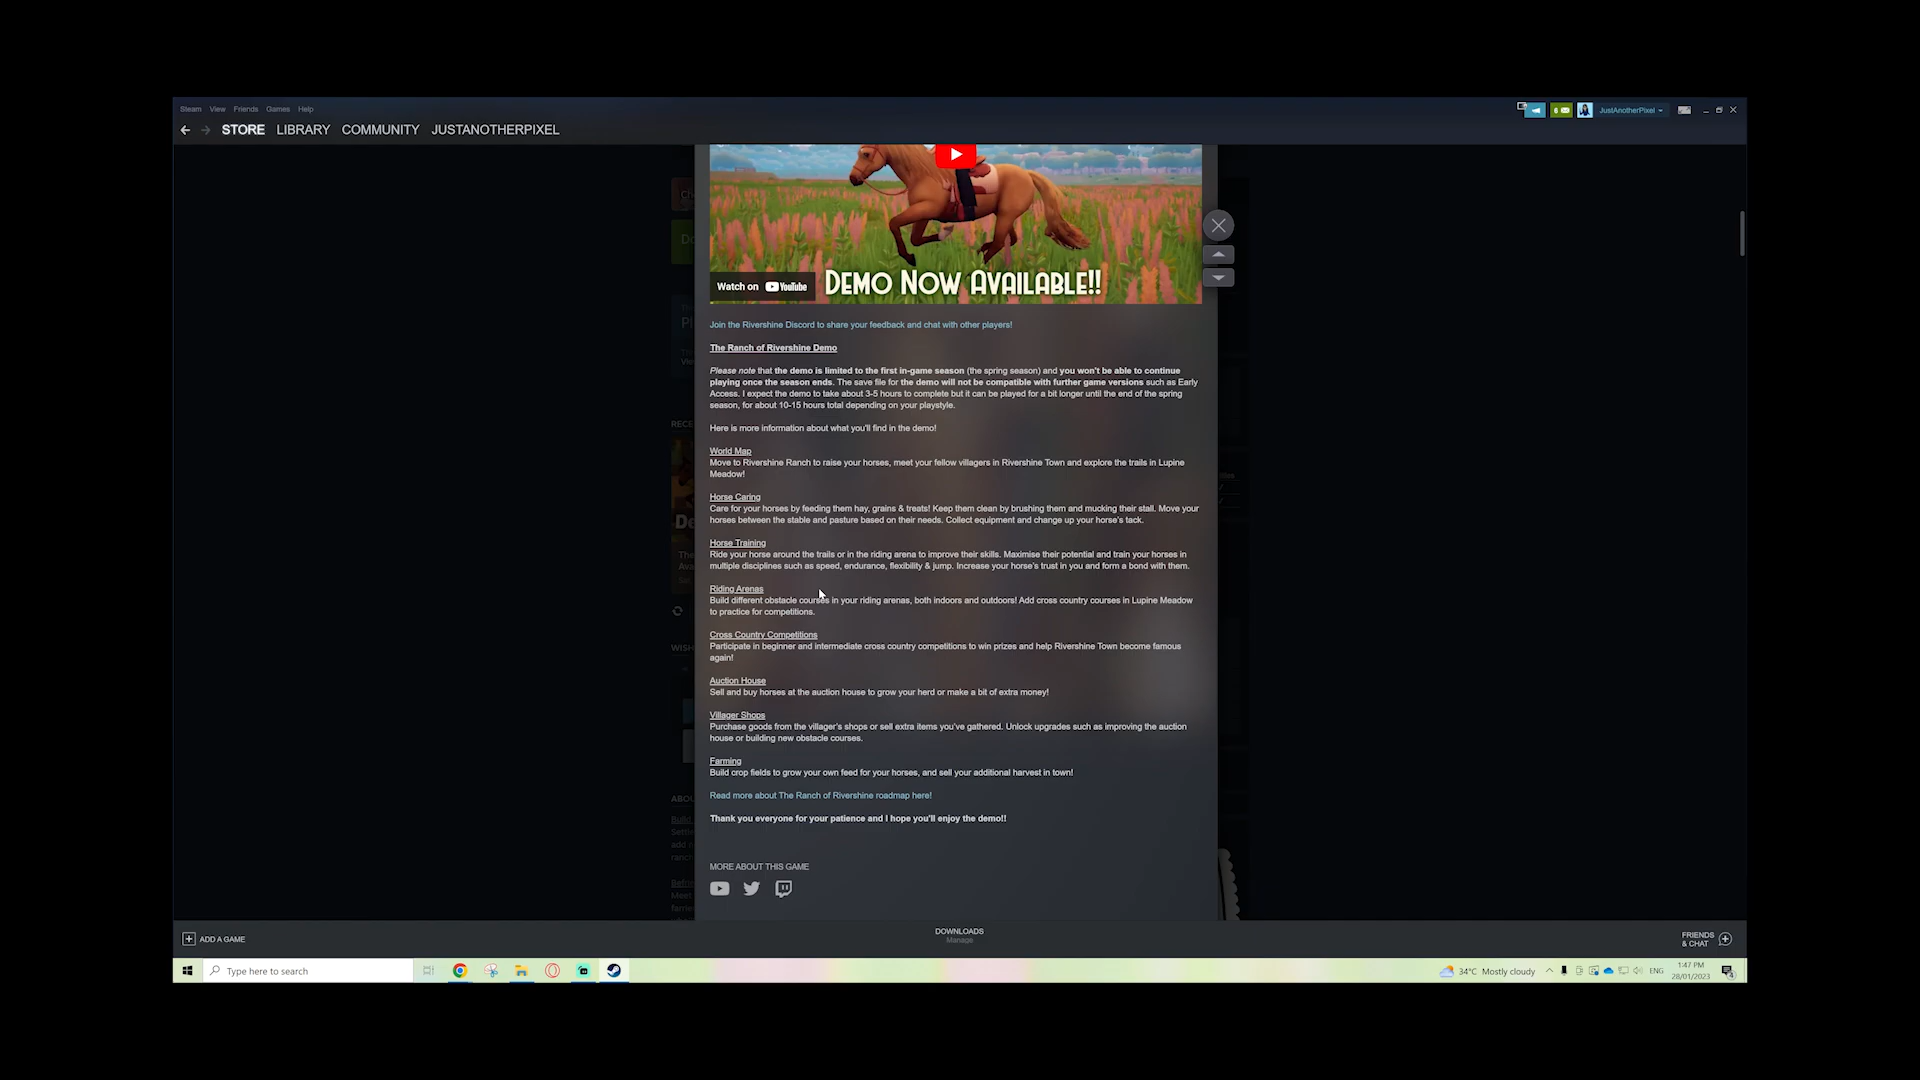 Steam View Friends Games Help
6
JustAnotherPixel
STORE LIBRARY COMMUNITY JUSTANOTHERPIXEL
Watch on YouTube
DEMO NOW AVAILABLE!!
Join the Rivershine Discord to share your feedback and chat with other players!
The Ranch of Rivershine Demo
Please note that the demo is limited to the first in-game season (the spring season) and you won't be able to continue
playing once the season ends. The save file for the demo will not be compatible with further game versions such as Early
Access. I expect the demo to take about 3-5 hours to complete but it can be played for a bit longer until the end of the spring
season, for about 10-15 hours total depending on your playstyle.
Here is more information about what you'll find in the demo!
World Map
Move to Rivershine Ranch to raise your horses, meet your fellow villagers in Rivershine Town and explore the trails in Lupine
Meadow!
Horse Caring
Care for your horses by feeding them hay, grains & treats! Keep them clean by brushing them and mucking their stall. Move your
horses between the stable and pasture based on their needs. Collect equipment and change up your horse's tack.
Horse Training
Ride your horse around the trails or in the riding arena to improve their skills. Maximise their potential and train your horses in
multiple disciplines such as speed, endurance, flexibility & jump. Increase your horse's trust in you and form a bond with them.
Riding Arenas
Build different obstacle courses in your riding arenas, both indoors and outdoors! Add cross country courses in Lupine Meadow
to practice for competitions.
Cross Country Competitions
Participate in beginner and intermediate cross country competitions to win prizes and help Rivershine Town become famous
again!
Auction House
Sell and buy horses at the auction house to grow your herd or make a bit of extra money!
Villager Shops
Purchase goods from the villager's shops or sell extra items you've gathered. Unlock upgrades such as improving the auction
house or building new obstacle courses.
Farming
Build crop fields to grow your own feed for your horses, and sell your additional harvest in town!
Read more about The Ranch of Rivershine roadmap here!
Thank you everyone for your patience and I hope you'll enjoy the demo!!
MORE ABOUT THIS GAME
ADD A GAME
DOWNLOADS
Manage
FRIENDS
& CHAT
Type here to search
34°C Mostly cloudy
ENG
1:47 PM
28/01/2023